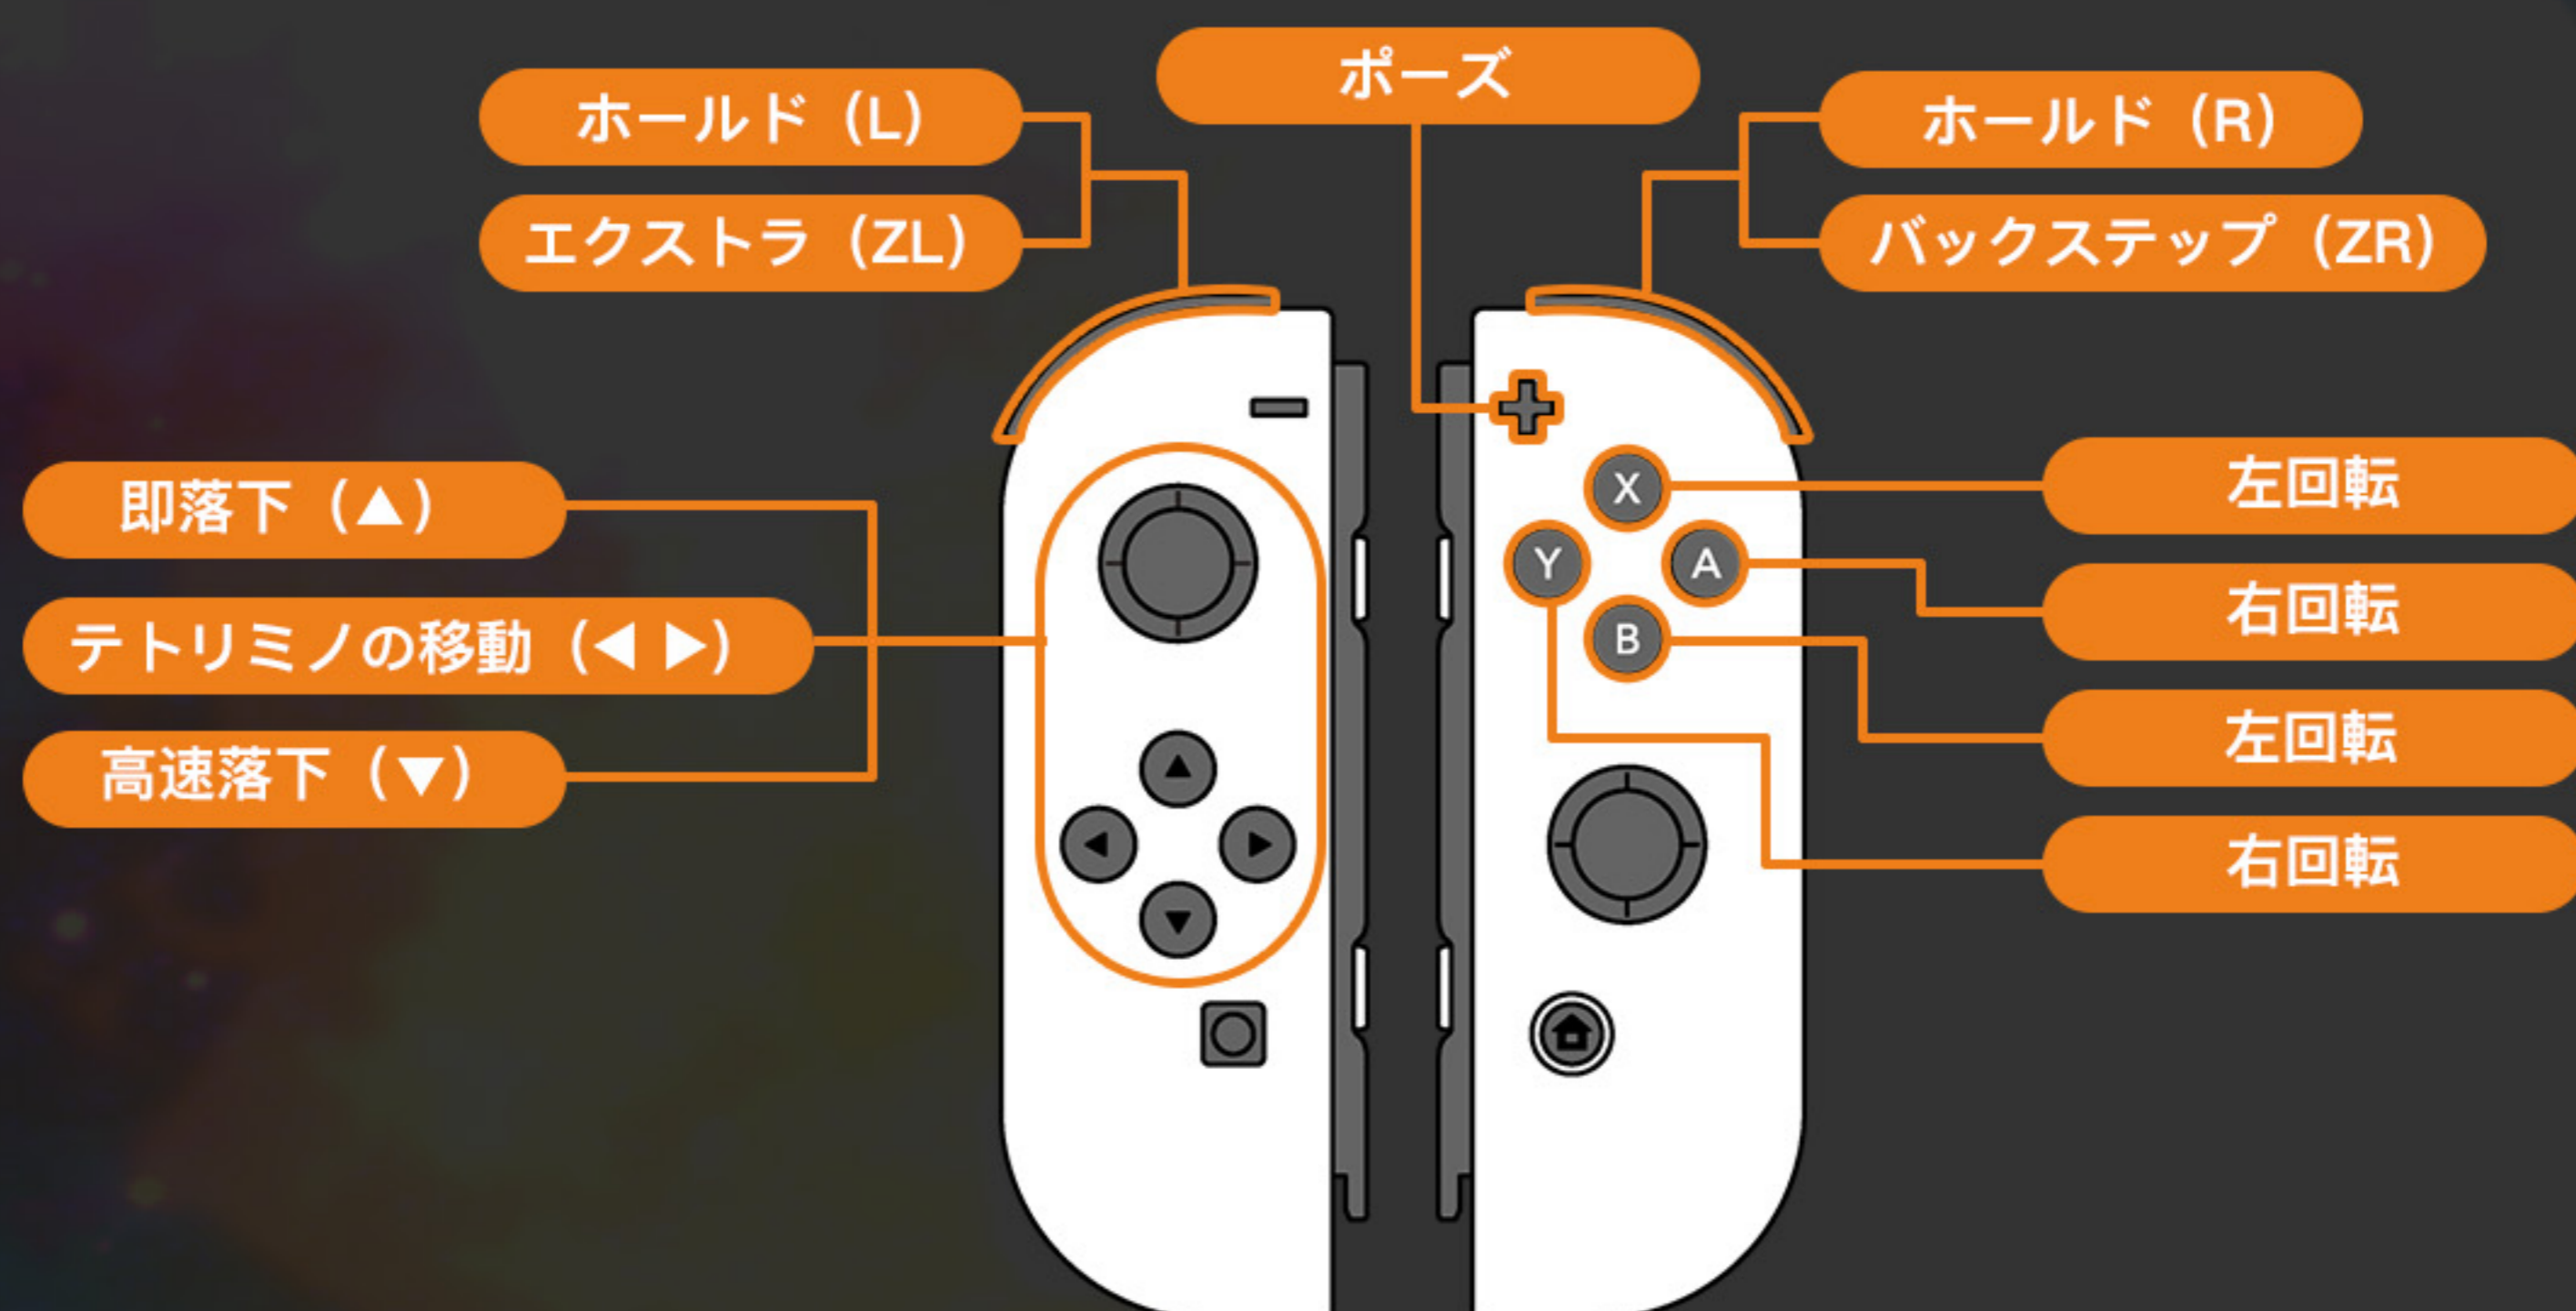 ポーズ
ホールド（L）
エクストラ（ZL）
ホールド（R）
バックステップ（ZR）
即落下（▲）
テトリミノの移動（◀ ▶）
高速落下（▼）
X
Y
A
B
左回転
右回転
左回転
右回転